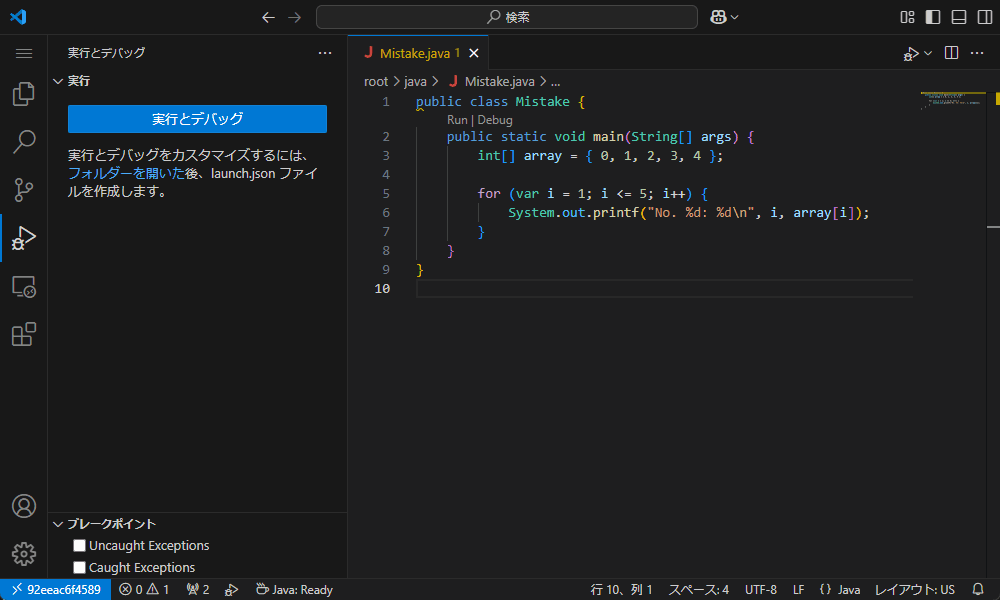 検索
実行とデバッグ
Mistake.java 1
実行
root > java > Mistake.java > ...
実行とデバッグ
実行とデバッグをカスタマイズするには、
フォルダーを開いた後、launch.json ファイ
ルを作成します。
1 public class Mistake {
Run | Debug
2 public static void main(String[] args) {
3 int[] array = { 0, 1, 2, 3, 4 };
4
5 for (var i = 1; i <= 5; i++) {
6 System.out.printf("No. %d: %d\n", i, array[i]);
7 }
8 }
9 }
10
ブレークポイント
Uncaught Exceptions
Caught Exceptions
92eeac6f4589 0 1 2 Java: Ready 行 10、列 1 スペース: 4 UTF-8 LF {} Java レイアウト: US